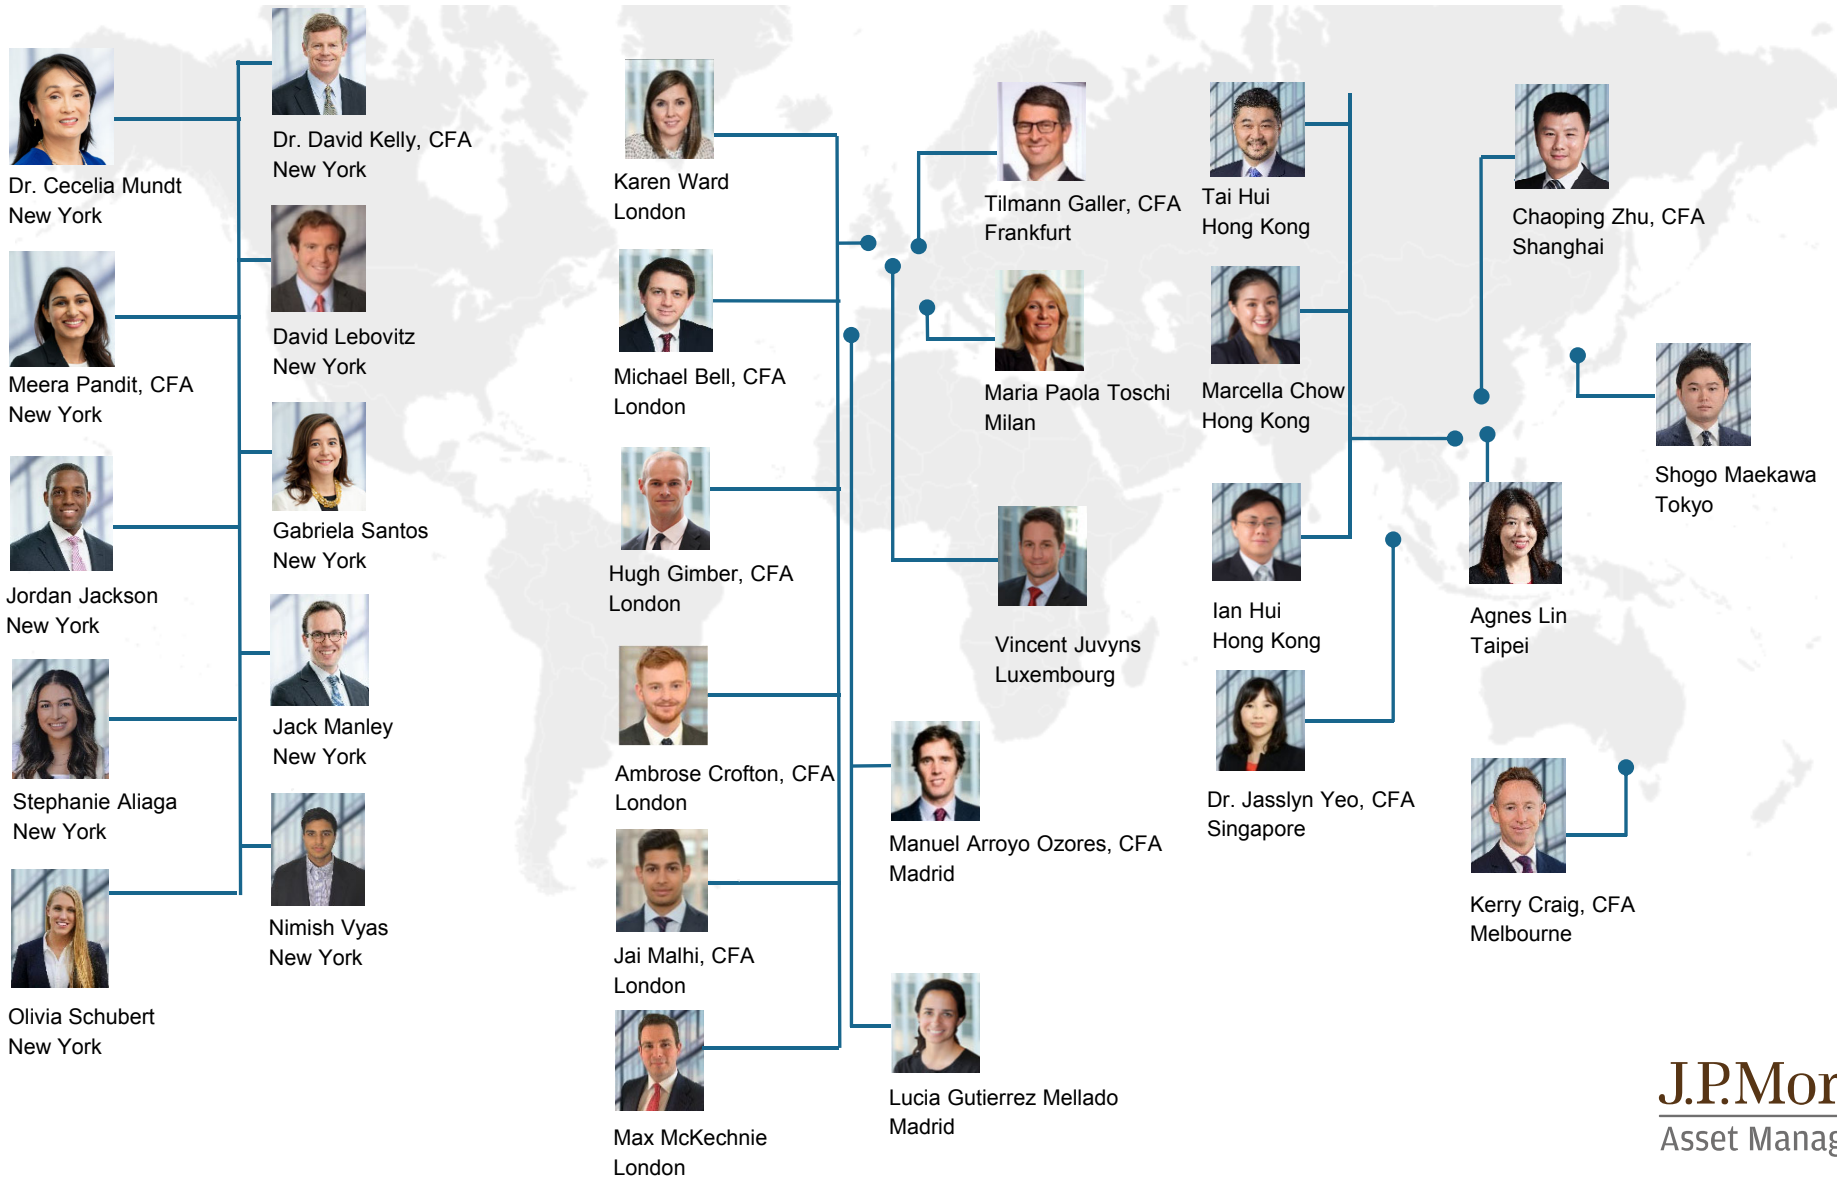 Dr. Cecelia Mundt
New York
Meera Pandit, CFA
New York
Jordan Jackson
New York
Stephanie Aliaga
New York
Olivia Schubert
New York
Dr. David Kelly, CFA
New York
David Lebovitz
New York
Gabriela Santos
New York
Jack Manley
New York
Nimish Vyas
New York
Karen Ward
London
Michael Bell, CFA
London
Hugh Gimber, CFA
London
Ambrose Crofton, CFA
London
Jai Malhi, CFA
London
Max McKechnie
London
Tilmann Galler, CFA
Frankfurt
Maria Paola Toschi
Milan
Vincent Juvyns
Luxembourg
Manuel Arroyo Ozores, CFA
Madrid
Lucia Gutierrez Mellado
Madrid
Tai Hui
Hong Kong
Marcella Chow
Hong Kong
Ian Hui
Hong Kong
Dr. Jasslyn Yeo, CFA
Singapore
Chaoping Zhu, CFA
Shanghai
Shogo Maekawa
Tokyo
Agnes Lin
Taipei
Kerry Craig, CFA
Melbourne
J.P.Mor
Asset Manag